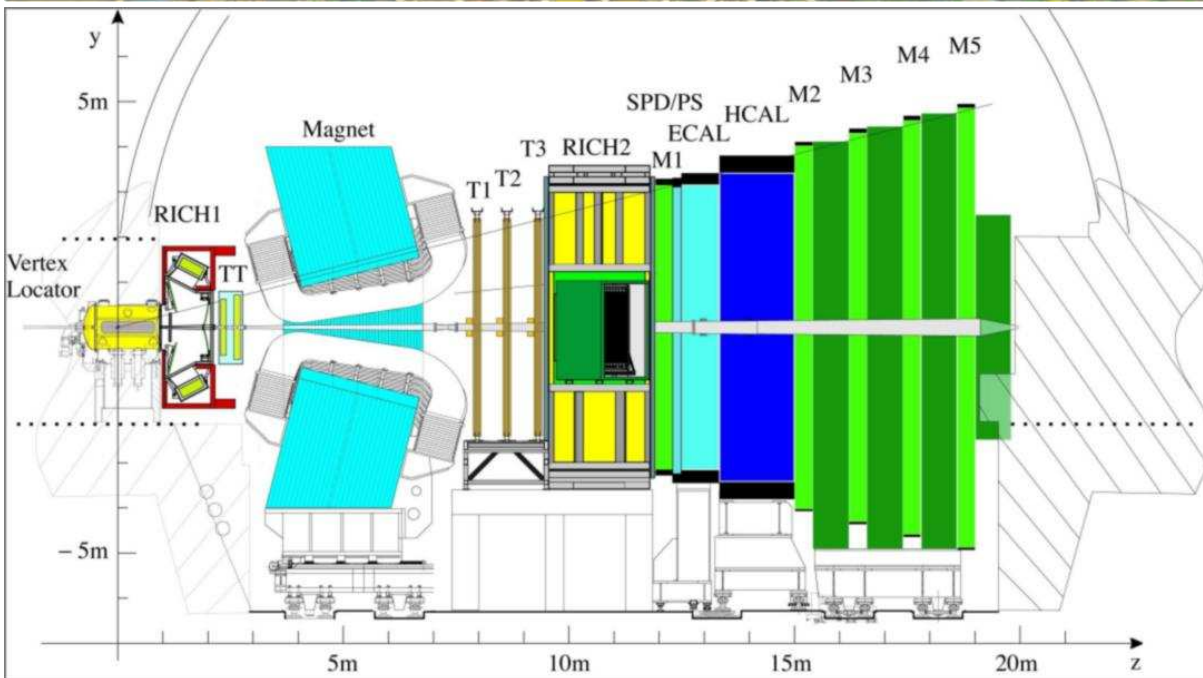 y
M5
M4
M3
5m
M2
SPD/PS
HCAL
ECAL
Magnet
T3
RICH2
M1
T2
T1
RICH1
TT
Vertex
Locator
– 5m
5m
10m
15m
20m
z